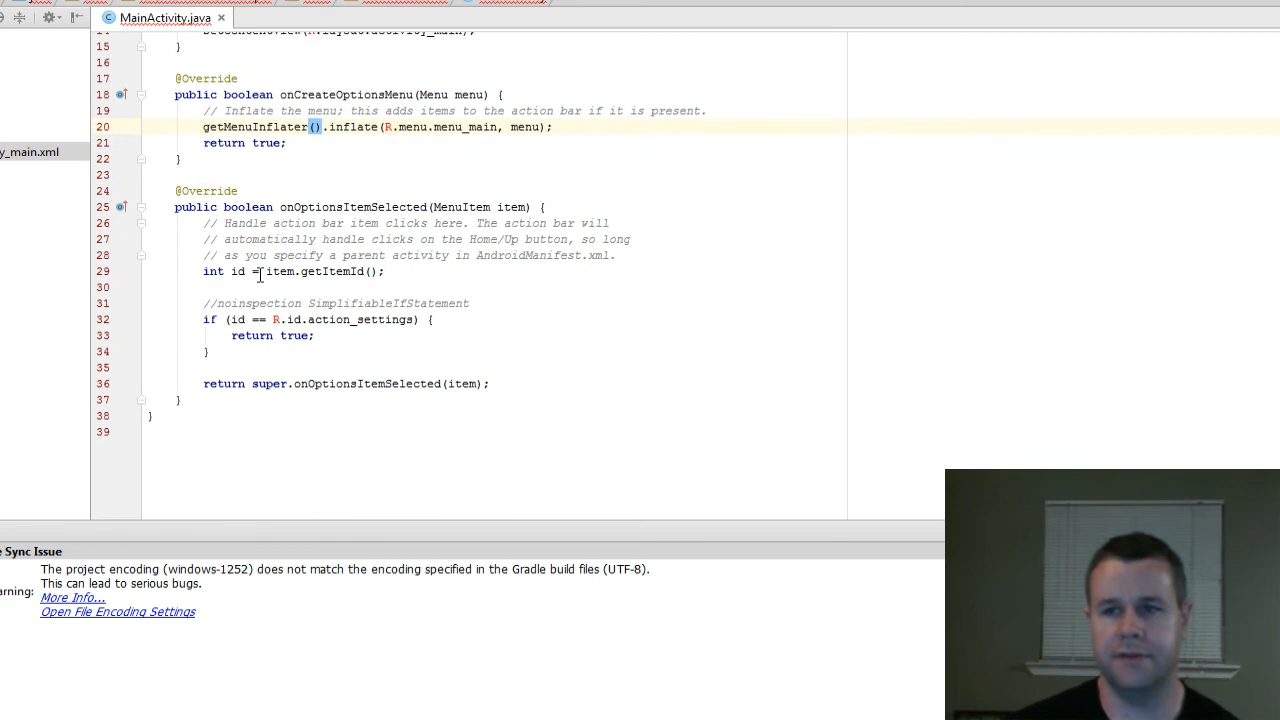 MainActivity.java
15 }
16
17 @Override
18 public boolean onCreateOptionsMenu(Menu menu) {
19 // Inflate the menu; this adds items to the action bar if it is present.
20 getMenuInflater().inflate(R.menu.menu_main, menu);
21 return true;
22 }
23
24 @Override
25 public boolean onOptionsItemSelected(MenuItem item) {
26 // Handle action bar item clicks here. The action bar will
27 // automatically handle clicks on the Home/Up button, so long
28 // as you specify a parent activity in AndroidManifest.xml.
29 int id = item.getItemId();
30
31 //noinspection SimplifiableIfStatement
32 if (id == R.id.action_settings) {
33 return true;
34 }
35
36 return super.onOptionsItemSelected(item);
37 }
38 }
39
y_main.xml
e Sync Issue
The project encoding (windows-1252) does not match the encoding specified in the Gradle build files (UTF-8).
This can lead to serious bugs.
arning:
More Info...
Open File Encoding Settings